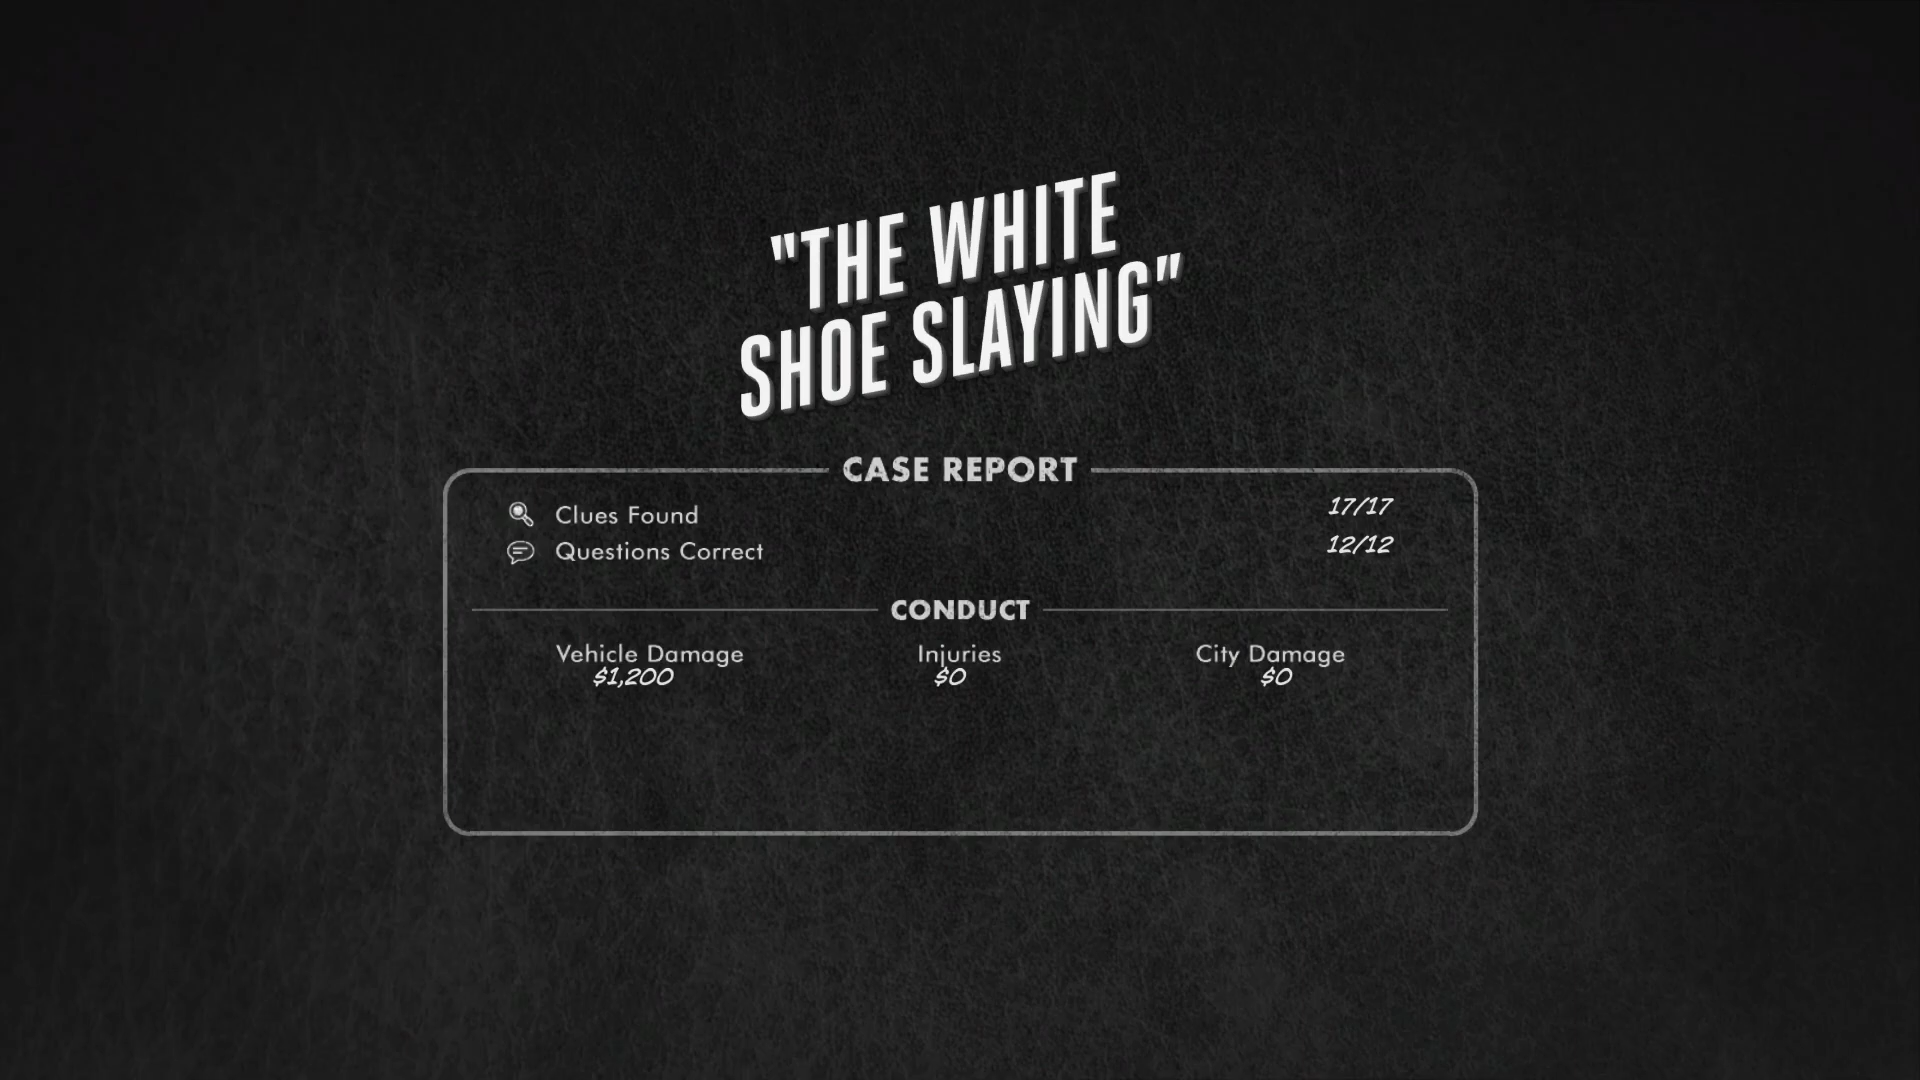 "THE WHITE
SHOE SLAYING"
CASE REPORT
Clues Found 17/17
Questions Correct 12/12
CONDUCT
Vehicle Damage Injuries City Damage
$1,200 $0 $0